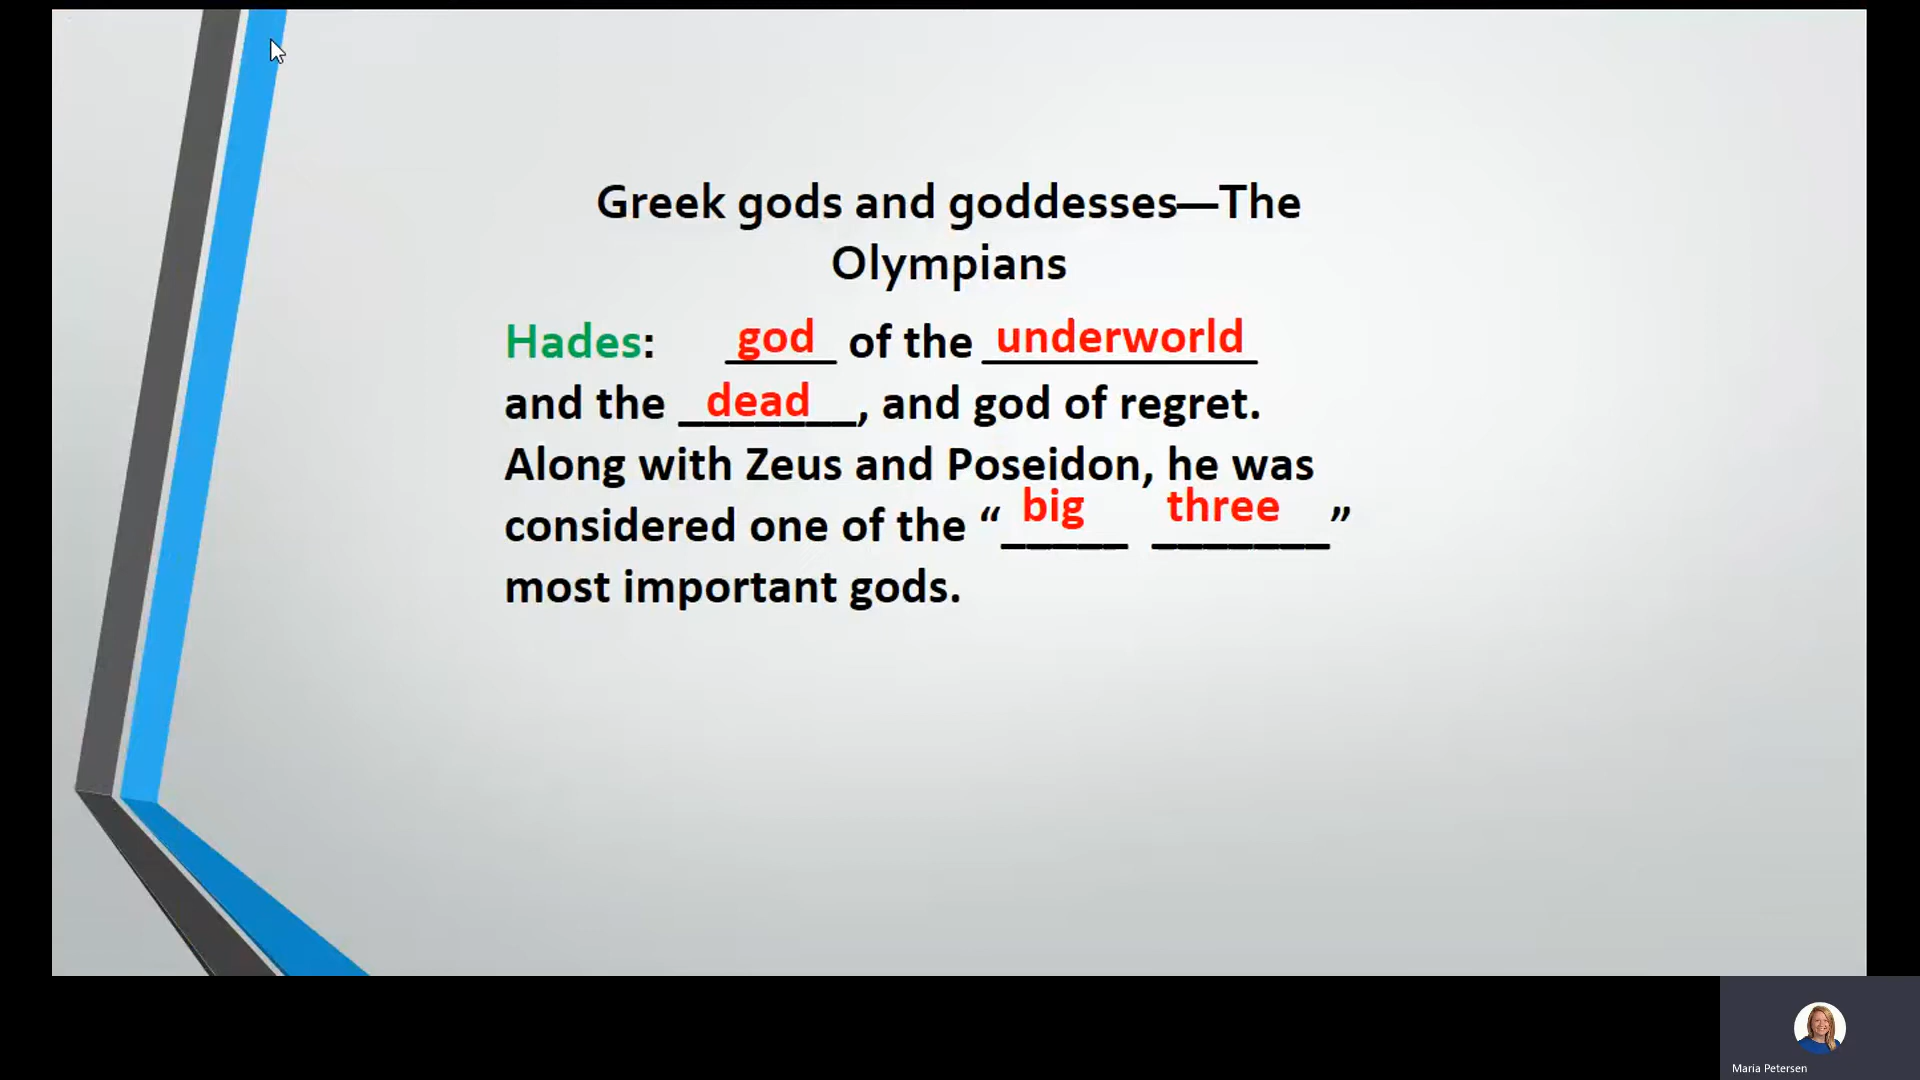 Greek gods and goddesses—The
Olympians
Hades: god of the underworld
and the dead, and god of regret.
Along with Zeus and Poseidon, he was
considered one of the “big three”
most important gods.
Maria Petersen